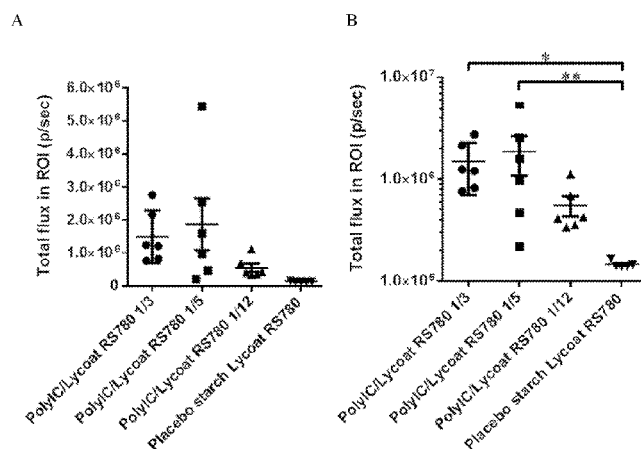 A
B
Total flux in ROI (p/sec)
6.0×10⁶
5.0×10⁶
4.0×10⁶
3.0×10⁶
2.0×10⁶
1.0×10⁶
0
PolyIC/Lycoat RS780 1/3
PolyIC/Lycoat RS780 1/5
PolyIC/Lycoat RS780 1/12
Placebo starch Lycoat RS780
Total flux in ROI (p/sec)
1.0×10⁷
1.0×10⁶
1.0×10⁵
*
**
PolyIC/Lycoat RS780 1/3
PolyIC/Lycoat RS780 1/5
PolyIC/Lycoat RS780 1/12
Placebo starch Lycoat RS780